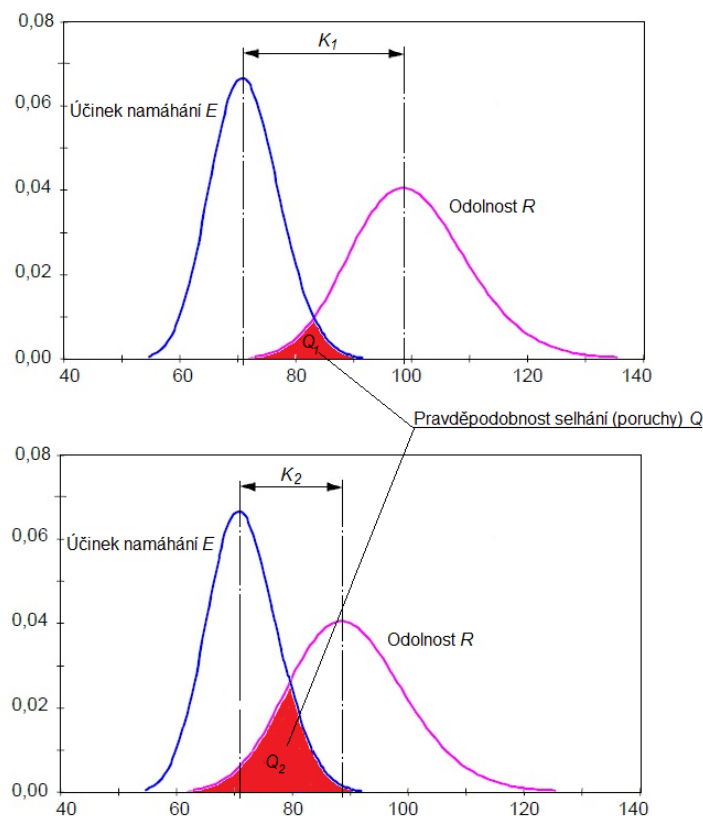 0,08
K1
0,06
Účinek namáhání E
0,04
Odolnost R
0,02
Q1
0,00
40 60 80 100 120 140
Pravděpodobnost selhání (poruchy) Q
0,08
K2
0,06
Účinek namáhání E
0,04
Odolnost R
0,02
Q2
0,00
40 60 80 100 120 140